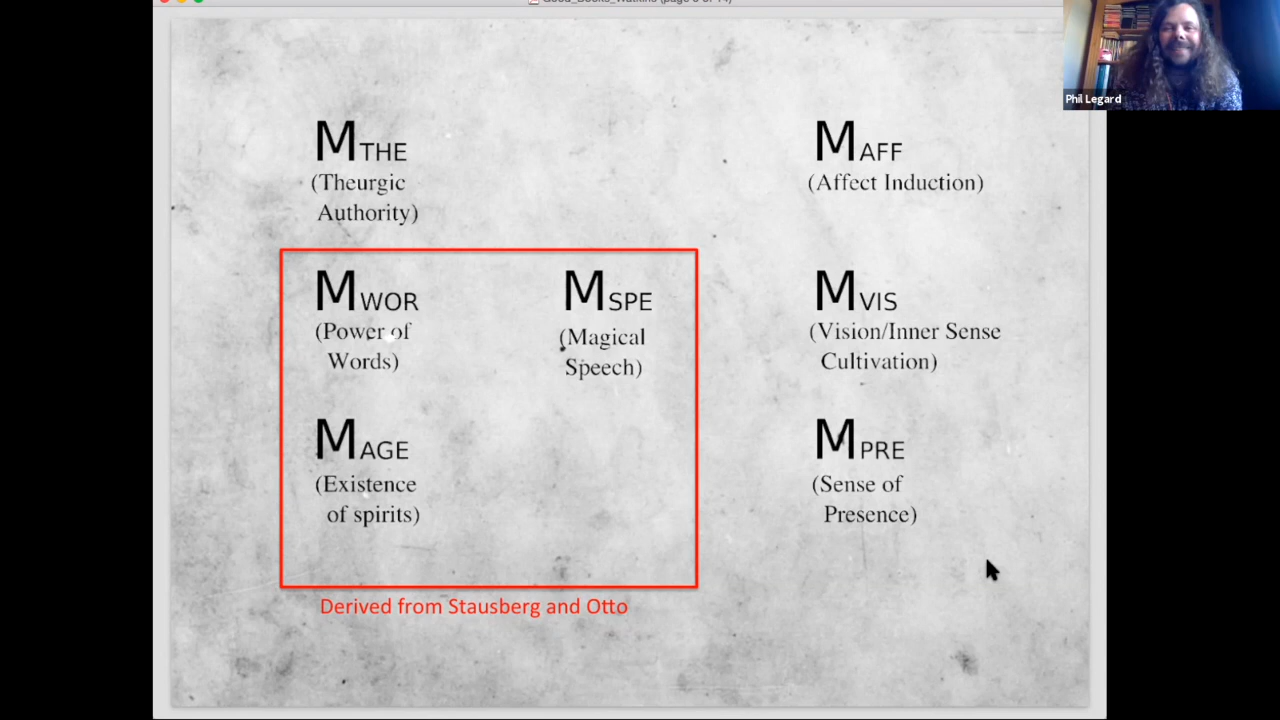 Phil Legard
MTHE
(Theurgic
Authority)
MAFF
(Affect Induction)
MWOR
(Power of
Words)
MSPE
(Magical
Speech)
MVIS
(Vision/Inner Sense
Cultivation)
MAGE
(Existence
of spirits)
MPRE
(Sense of
Presence)
Derived from Stausberg and Otto